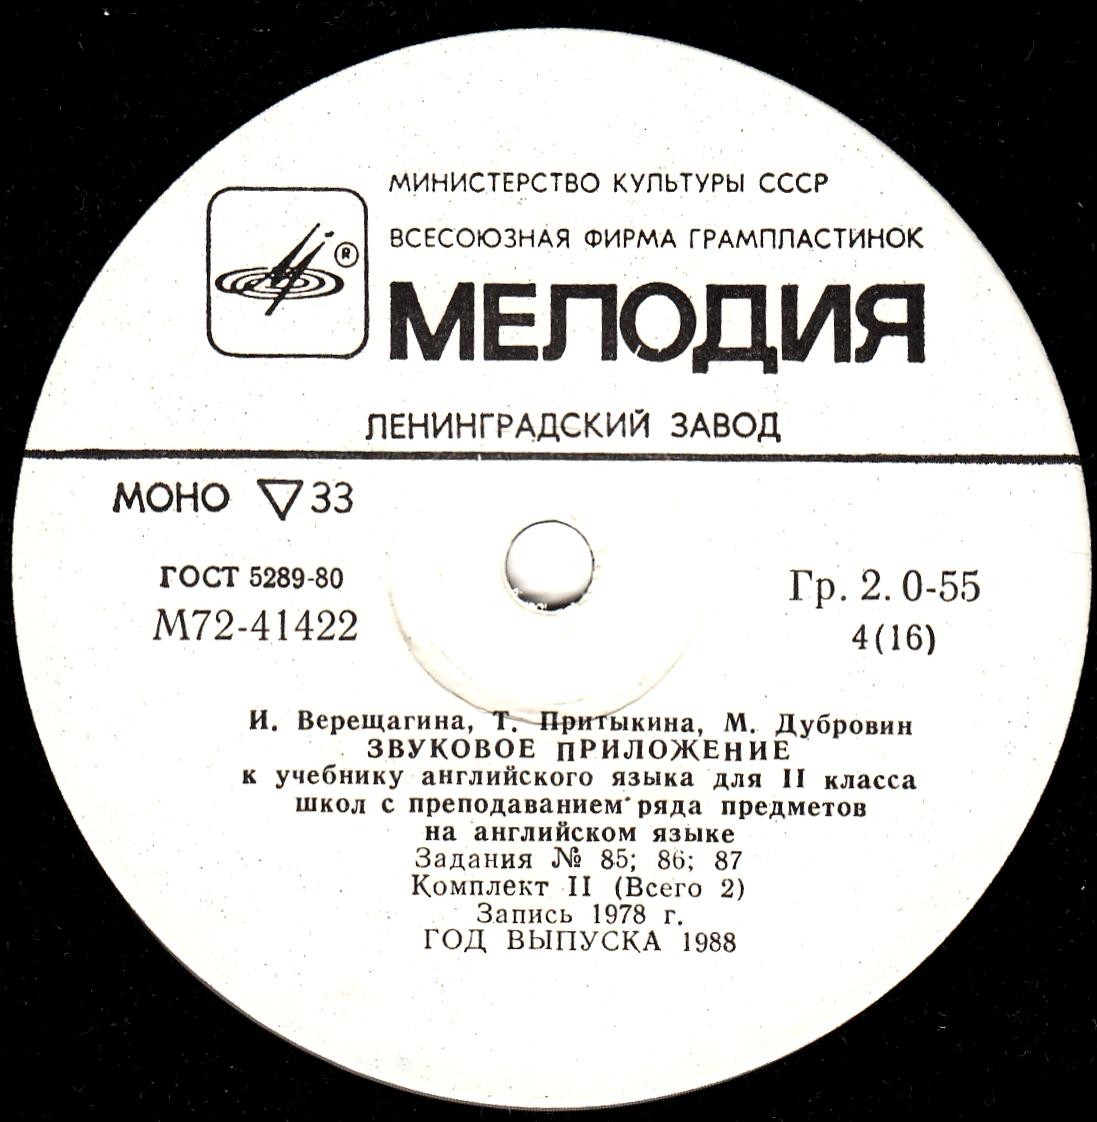 МИНИСТЕРСТВО КУЛЬТУРЫ СССР
ВСЕСОЮЗНАЯ ФИРМА ГРАМПЛАСТИНОК
®
МЕЛОДИЯ
ЛЕНИНГРАДСКИЙ ЗАВОД
МОНО ▽ 33
ГОСТ 5289-80
М72-41422
Гр. 2. 0-55
4(16)
И. Верещагина, Т. Притыкина, М. Дубровин
ЗВУКОВОЕ ПРИЛОЖЕНИЕ
к учебнику английского языка для II класса
школ с преподаванием ряда предметов
на английском языке
Задания № 85; 86; 87
Комплект II (Всего 2)
Запись 1978 г.
ГОД ВЫПУСКА 1988